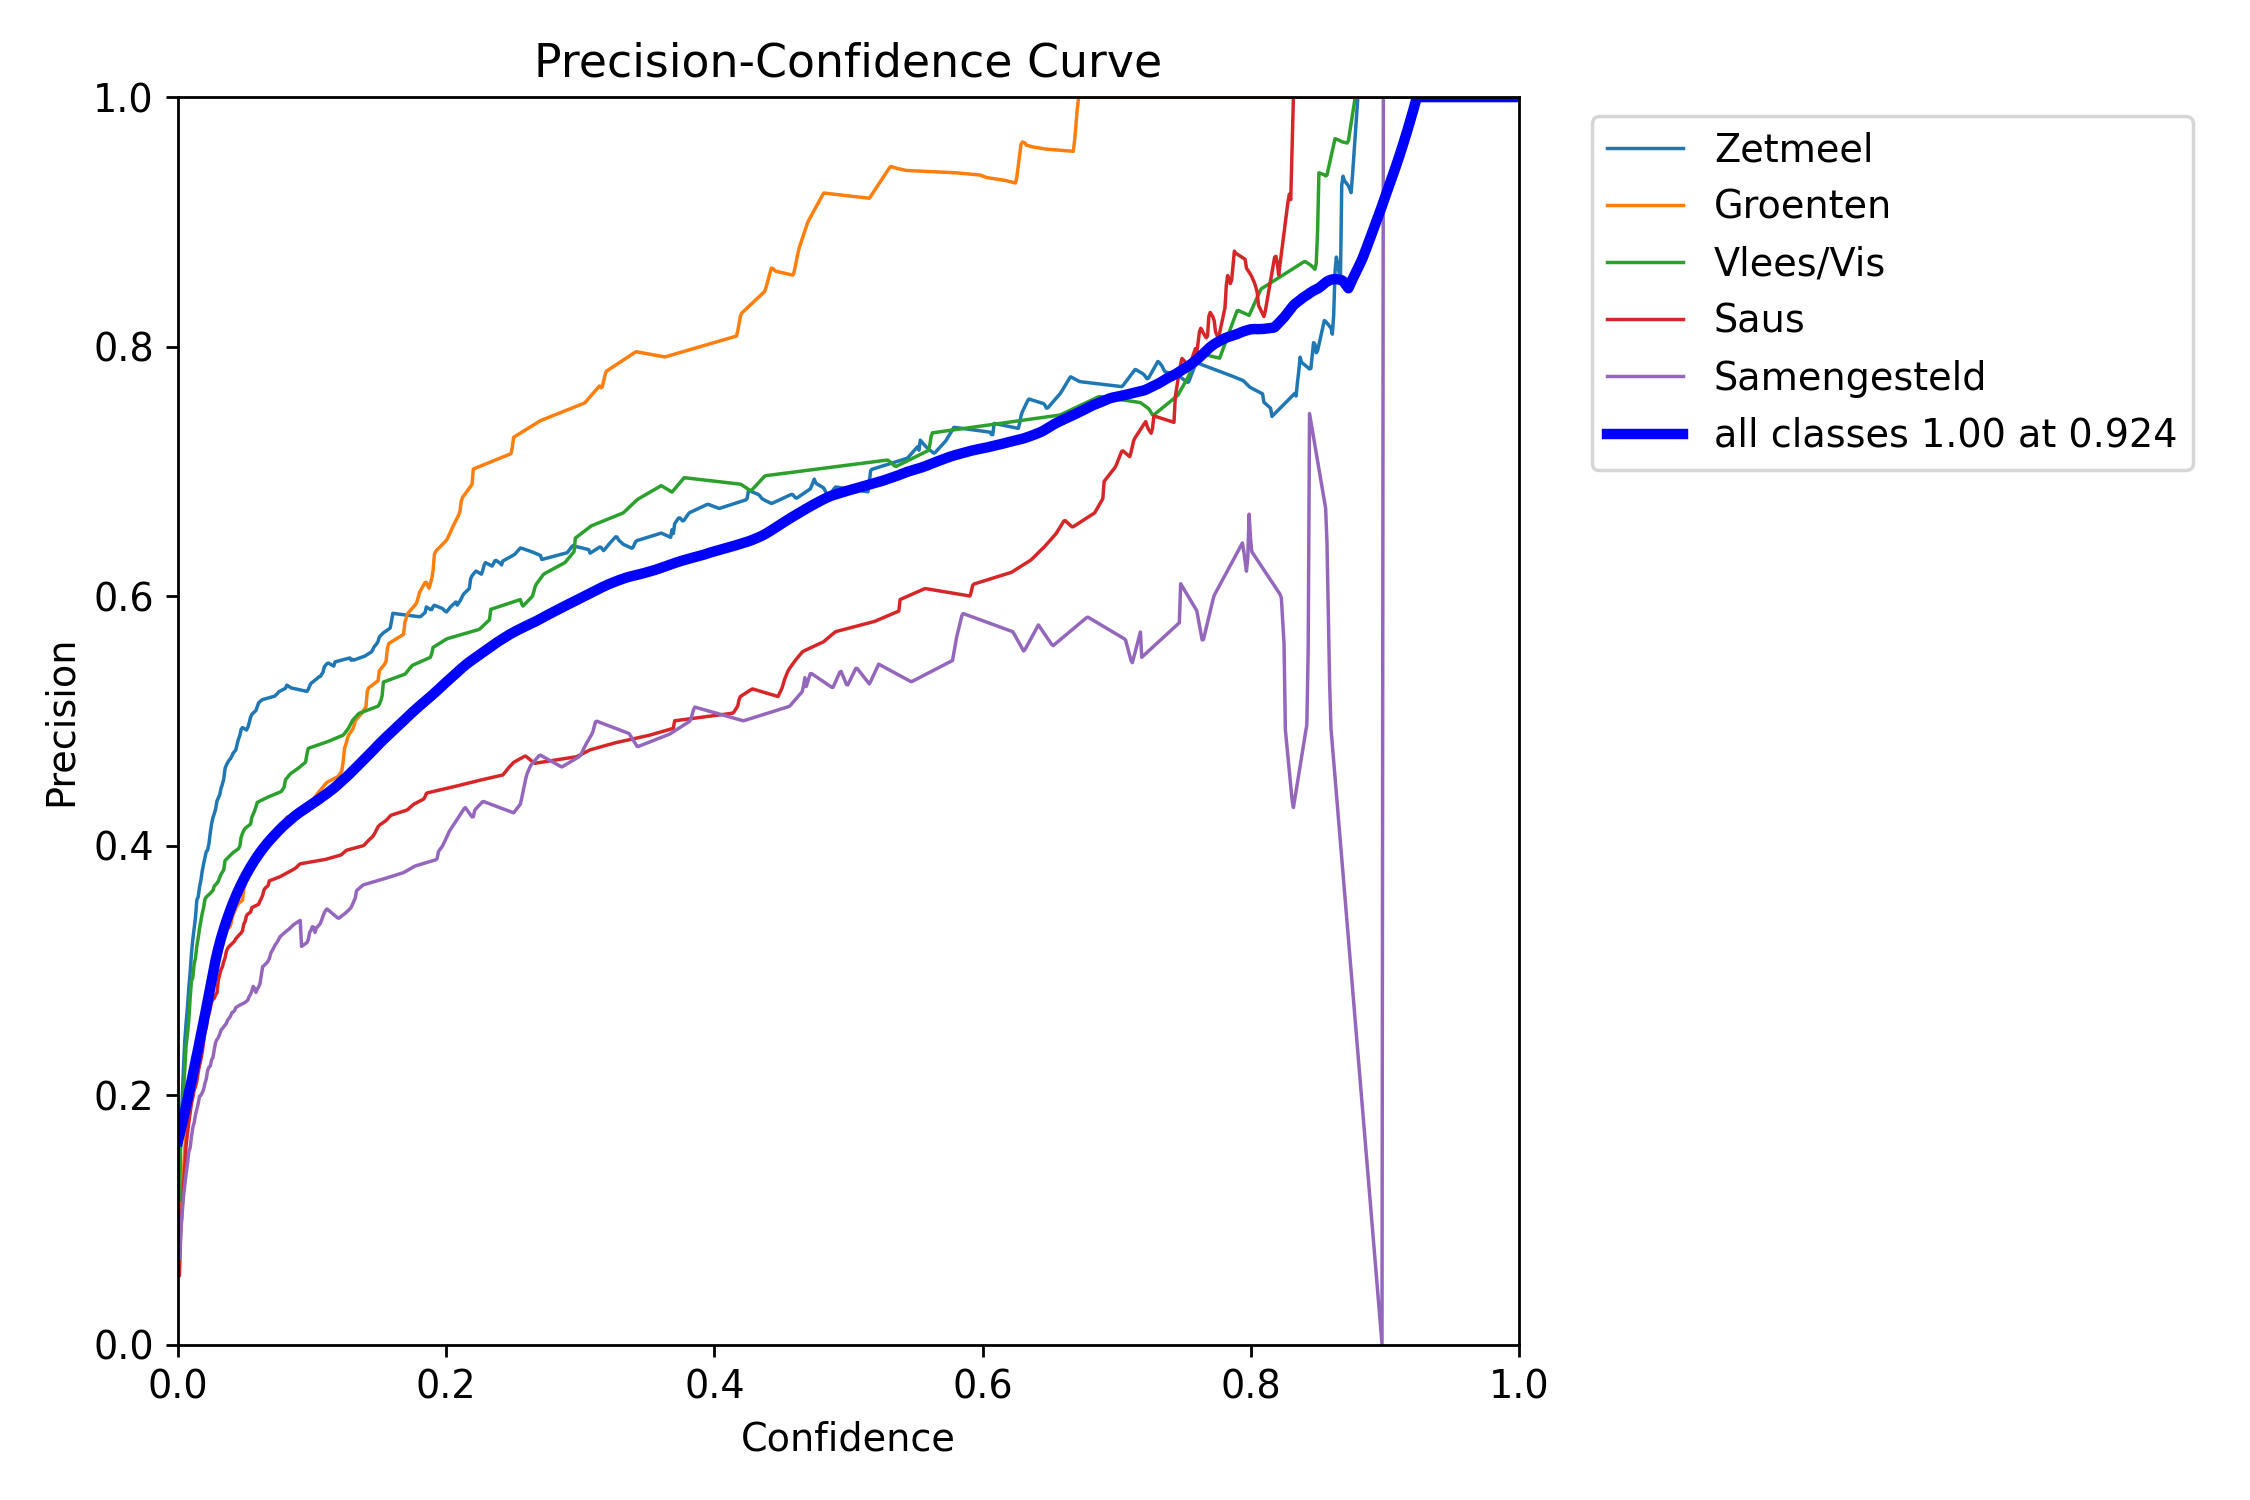 Precision-Confidence Curve
1.0
0.8
0.6
0.4
0.2
0.0
Precision
0.0 0.2 0.4 0.6 0.8 1.0
Confidence
Zetmeel
Groenten
Vlees/Vis
Saus
Samengesteld
all classes 1.00 at 0.924